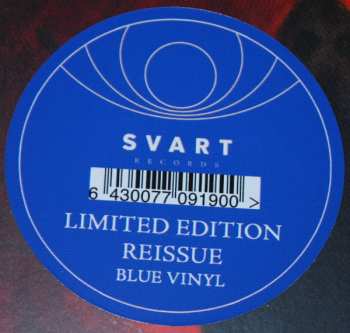 SVART
RECORDS
6 430077 091900 >
LIMITED EDITION
REISSUE
BLUE VINYL